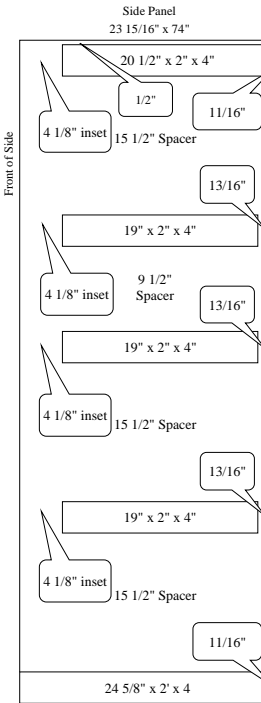 Side Panel
23 15/16" x 74"
20 1/2" x 2" x 4"
1/2"
11/16"
4 1/8" inset
15 1/2" Spacer
Front of Side
13/16"
19" x 2" x 4"
4 1/8" inset
9 1/2"
Spacer
13/16"
19" x 2" x 4"
4 1/8" inset
15 1/2" Spacer
13/16"
19" x 2" x 4"
4 1/8" inset
15 1/2" Spacer
11/16"
24 5/8" x 2' x 4